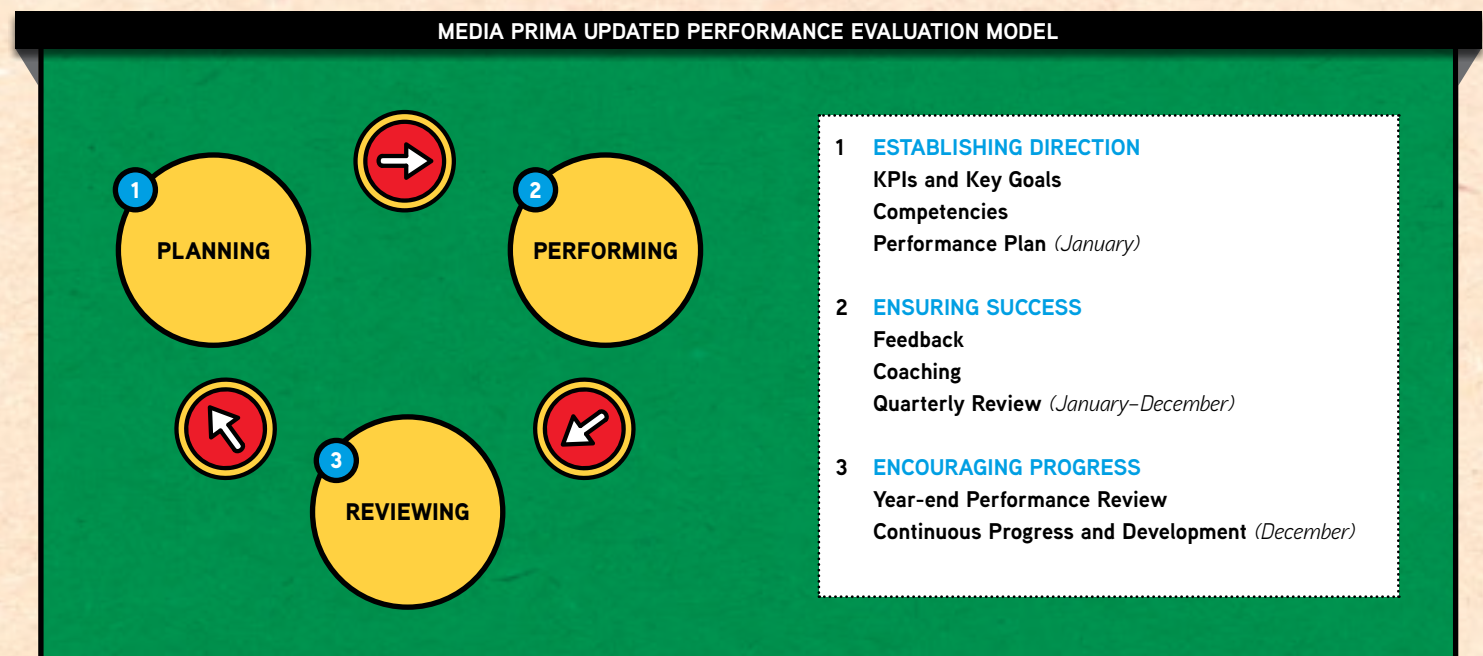 MEDIA PRIMA UPDATED PERFORMANCE EVALUATION MODEL
1
PLANNING
2
PERFORMING
3
REVIEWING
1 ESTABLISHING DIRECTION
KPIs and Key Goals
Competencies
Performance Plan (January)
2 ENSURING SUCCESS
Feedback
Coaching
Quarterly Review (January–December)
3 ENCOURAGING PROGRESS
Year-end Performance Review
Continuous Progress and Development (December)